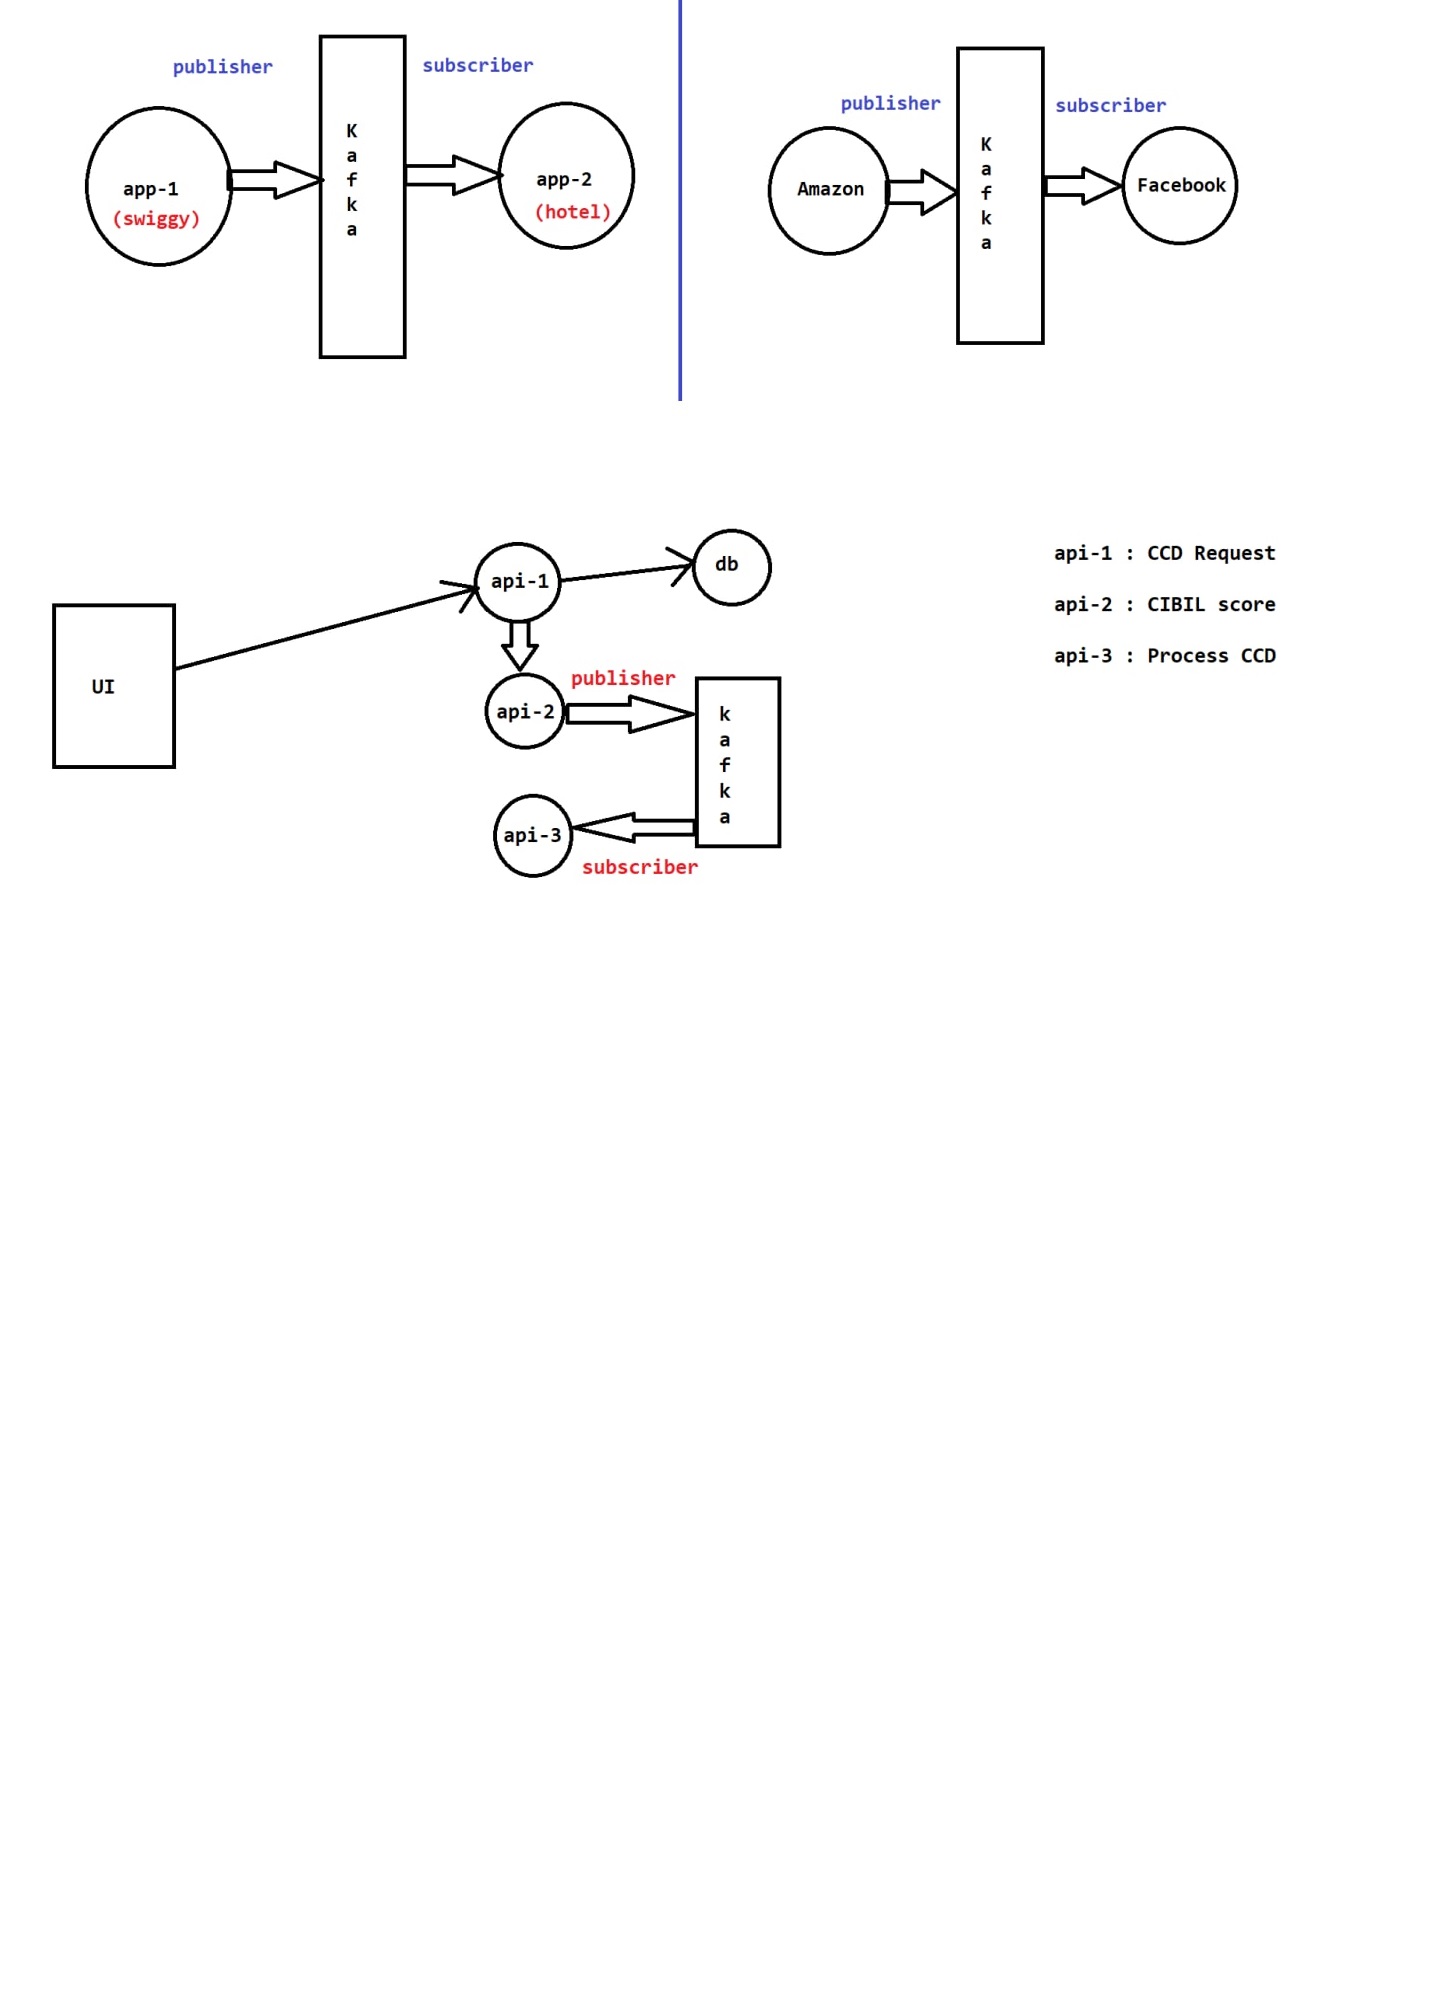 publisher
subscriber
K
a
f
k
a
app-1
(swiggy)
app-2
(hotel)
publisher
subscriber
K
a
f
k
a
Amazon
Facebook
UI
api-1
db
api-2
publisher
k
a
f
k
a
api-3
subscriber
api-1 : CCD Request
api-2 : CIBIL score
api-3 : Process CCD